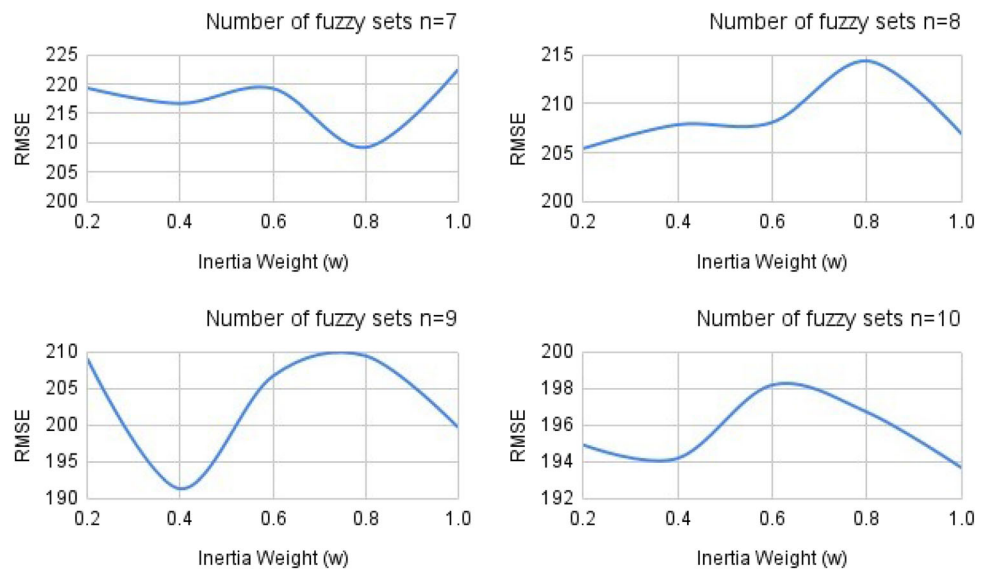 Number of fuzzy sets n=7
225
220
215
210
205
200
RMSE
0.2 0.4 0.6 0.8 1.0
Inertia Weight (w)
Number of fuzzy sets n=8
215
210
205
200
RMSE
0.2 0.4 0.6 0.8 1.0
Inertia Weight (w)
Number of fuzzy sets n=9
210
205
200
195
190
RMSE
0.2 0.4 0.6 0.8 1.0
Inertia Weight (w)
Number of fuzzy sets n=10
200
198
196
194
192
RMSE
0.2 0.4 0.6 0.8 1.0
Inertia Weight (w)